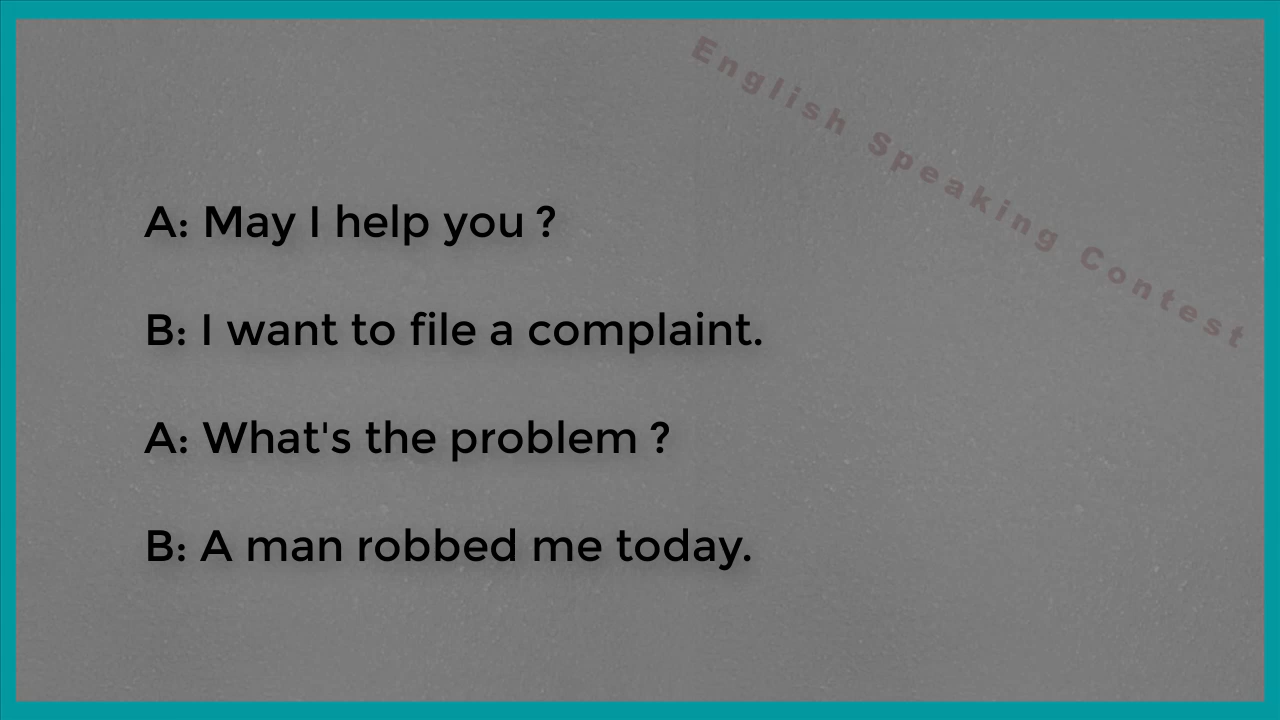 English Speaking Contest
A: May I help you ?
B: I want to file a complaint.
A: What's the problem ?
B: A man robbed me today.